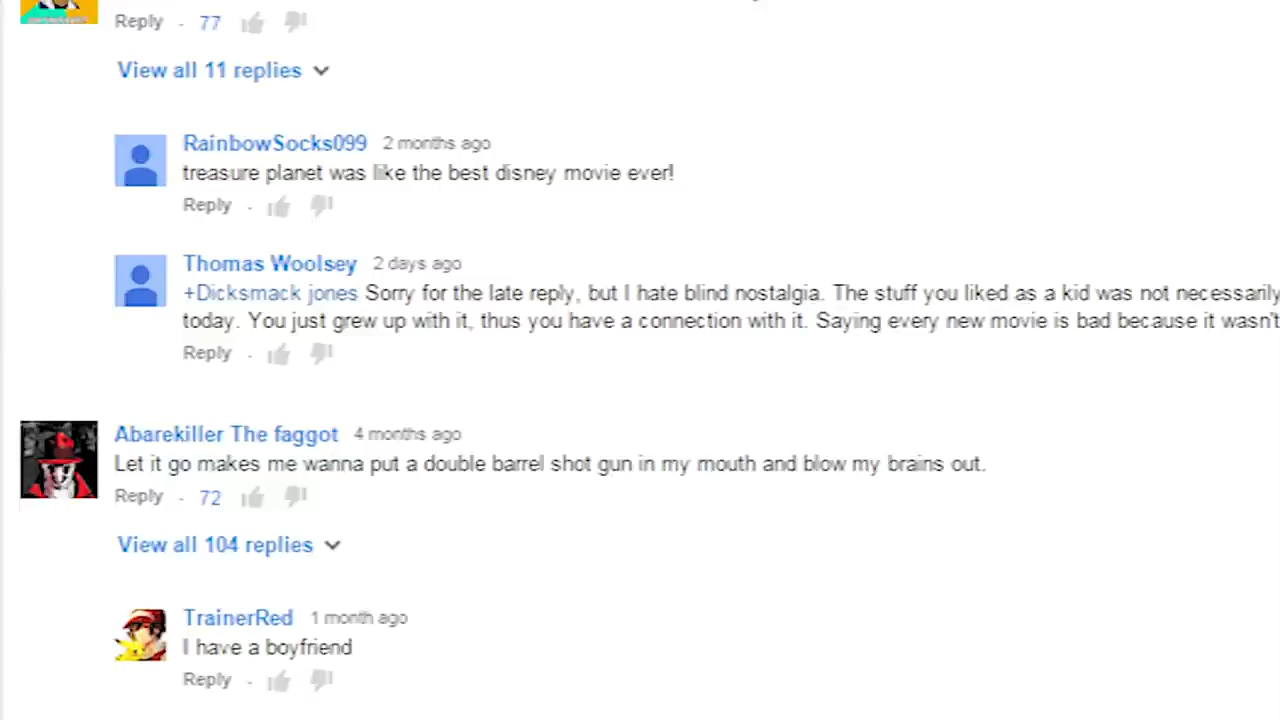 Reply - 77
View all 11 replies
RainbowSocks099 2 months ago
treasure planet was like the best disney movie ever!
Reply -
Thomas Woolsey 2 days ago
+Dicksmack jones Sorry for the late reply, but I hate blind nostalgia. The stuff you liked as a kid was not necessarily
today. You just grew up with it, thus you have a connection with it. Saying every new movie is bad because it wasn't
Reply -
Abarekiller The faggot 4 months ago
Let it go makes me wanna put a double barrel shot gun in my mouth and blow my brains out.
Reply - 72
View all 104 replies
TrainerRed 1 month ago
I have a boyfriend
Reply -